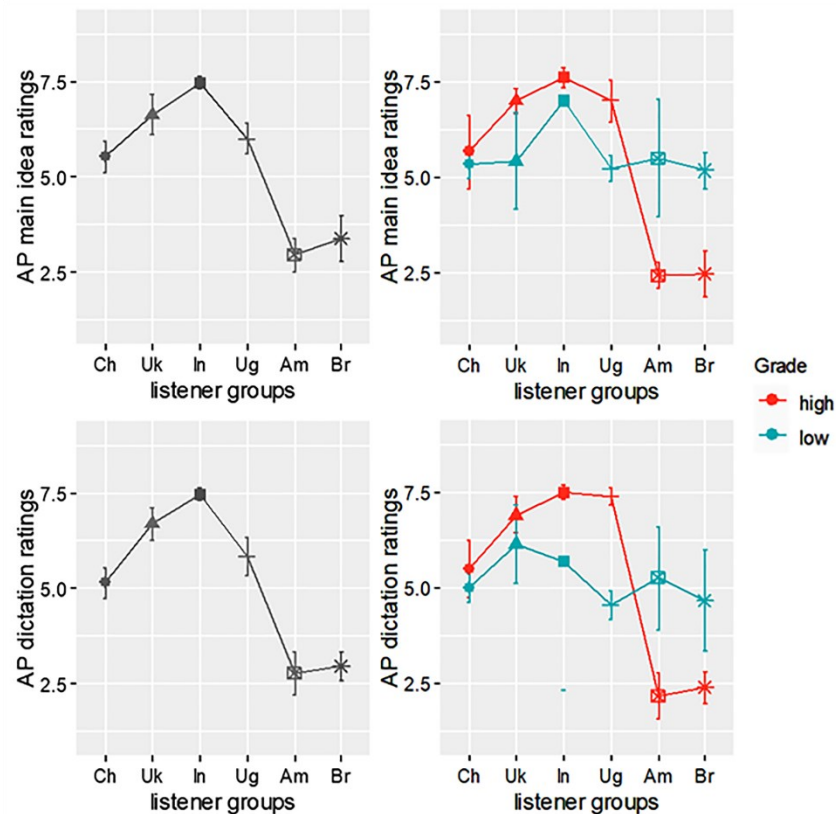 AP main idea ratings
7.5
5.0
2.5
Ch Uk In Ug Am Br
listener groups
AP main idea ratings
7.5
5.0
2.5
Ch Uk In Ug Am Br
listener groups
Grade
high
low
AP dictation ratings
7.5
5.0
2.5
Ch Uk In Ug Am Br
listener groups
AP dictation ratings
7.5
5.0
2.5
Ch Uk In Ug Am Br
listener groups